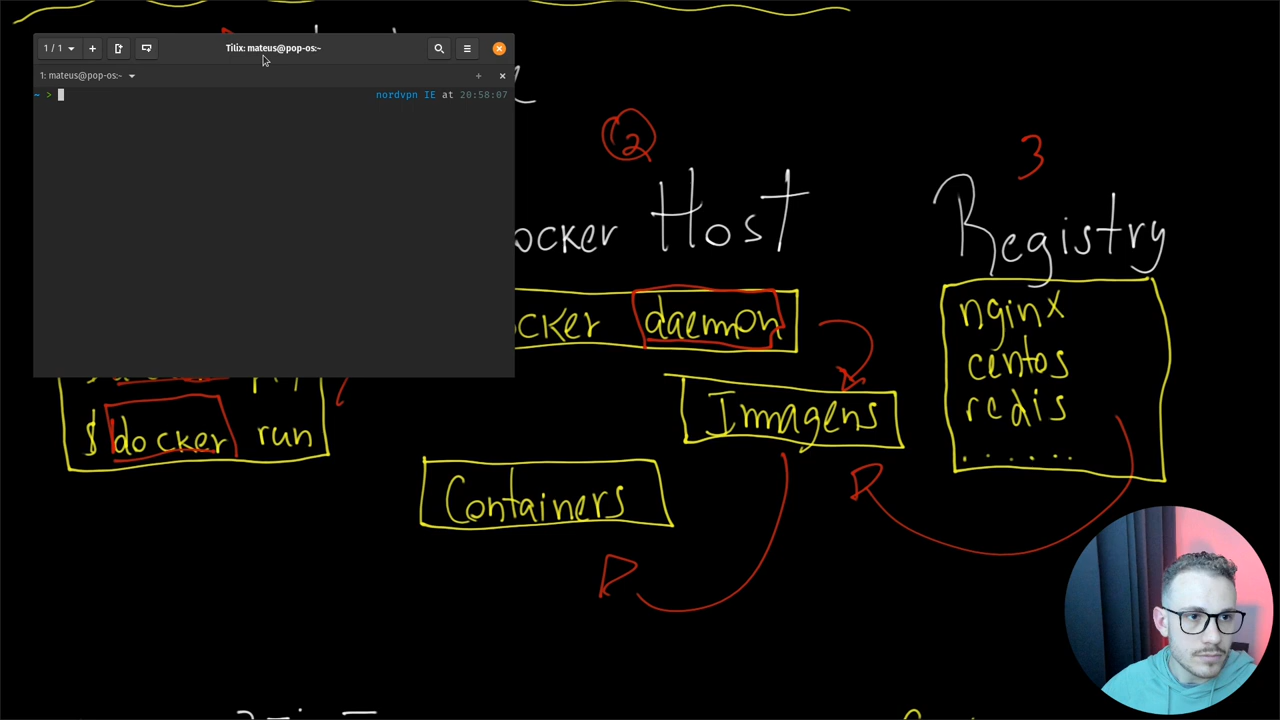 1 / 1
Tilix: mateus@pop-os:~
1: mateus@pop-os:~
~ >
nordvpn IE at 20:58:07
2
3
ocker Host
Registry
ocker daemon
nginx
centos
redis
. . . . . .
Imagens
$ docker run
Containers